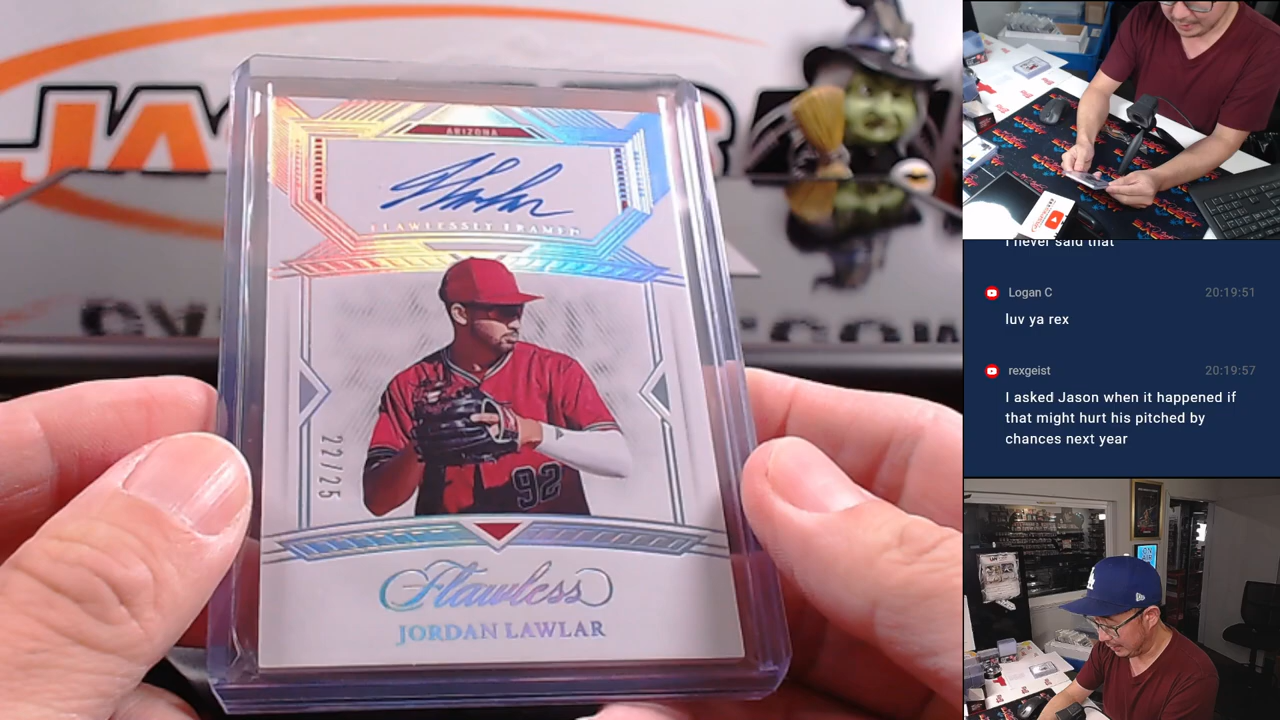 ARIZONA
FLAWLESSLY FRAMED
22/25
92
Flawless
JORDAN LAWLAR
I never said that
Logan C 20:19:51
luv ya rex
rexgeist 20:19:57
I asked Jason when it happened if
that might hurt his pitched by
chances next year
ON
AIR